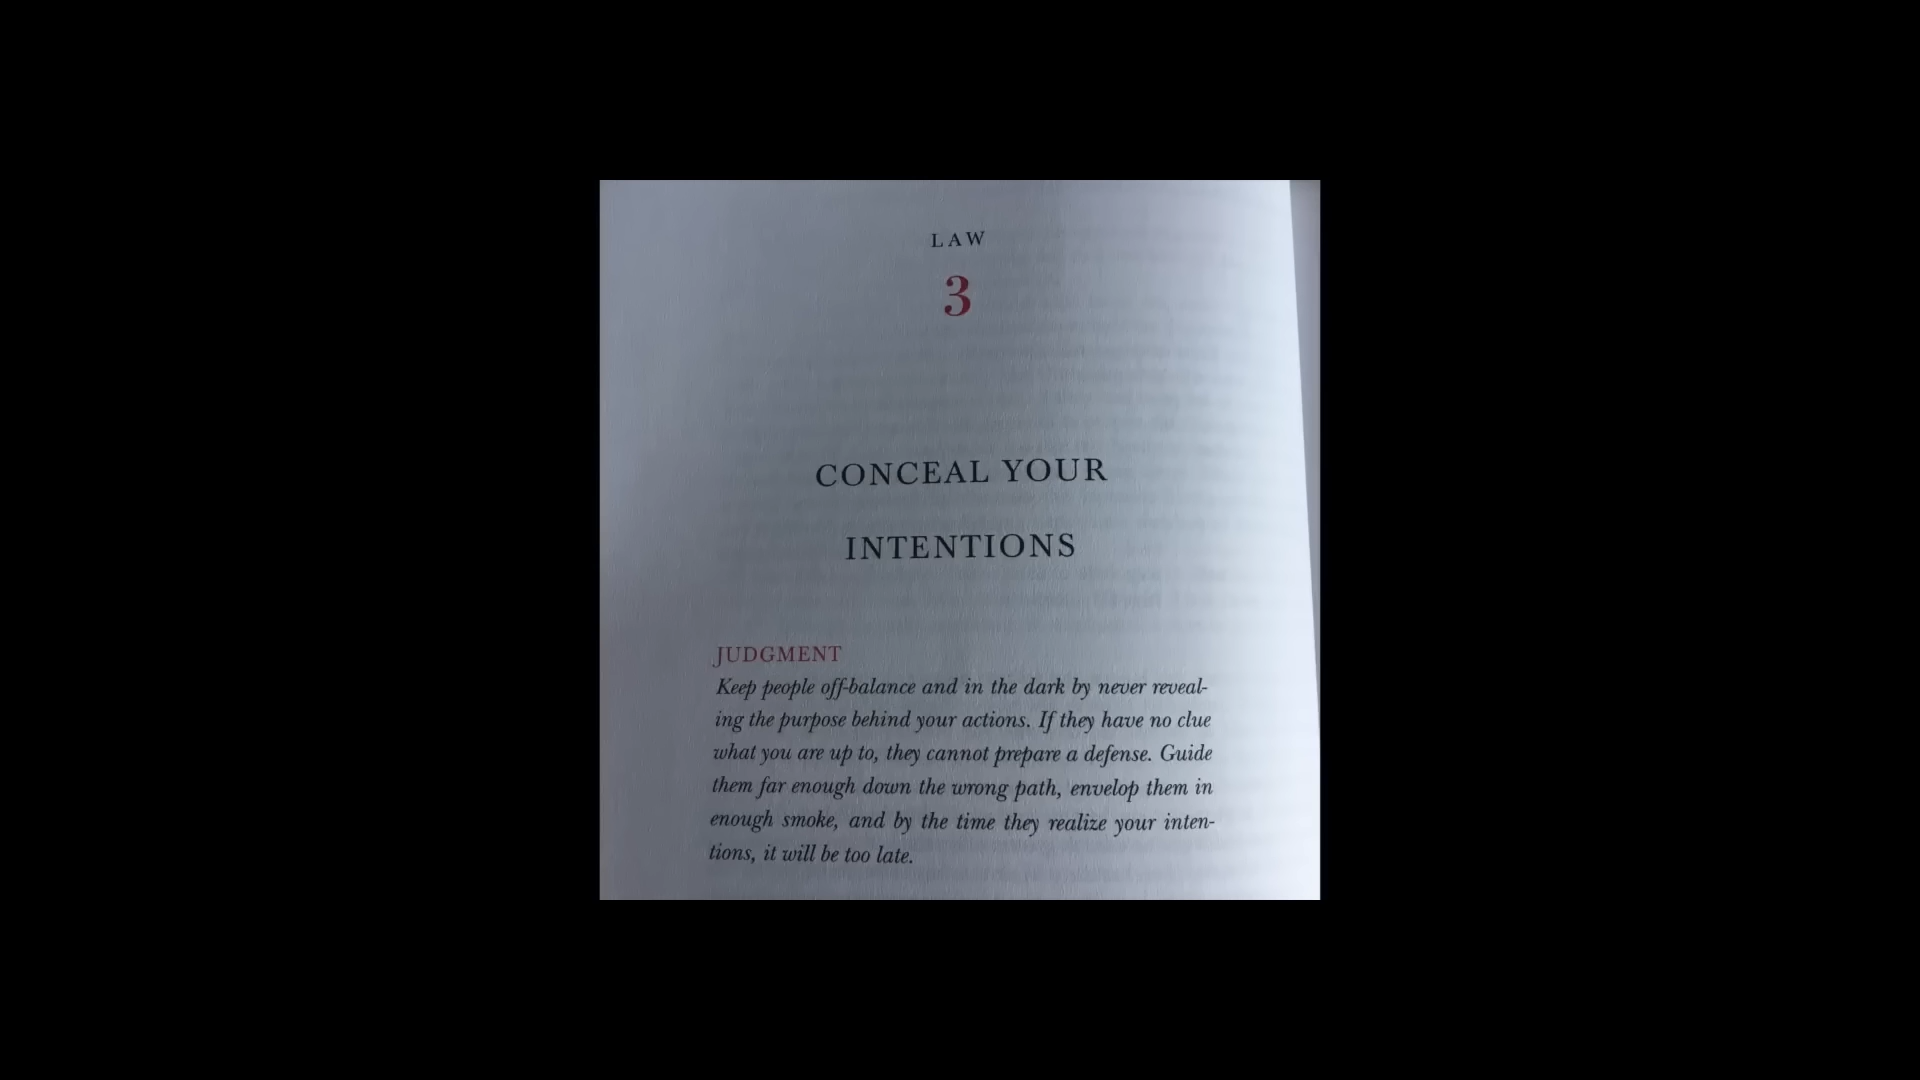 LAW
3
CONCEAL YOUR
INTENTIONS
JUDGMENT
Keep people off-balance and in the dark by never reveal-
ing the purpose behind your actions. If they have no clue
what you are up to, they cannot prepare a defense. Guide
them far enough down the wrong path, envelop them in
enough smoke, and by the time they realize your inten-
tions, it will be too late.